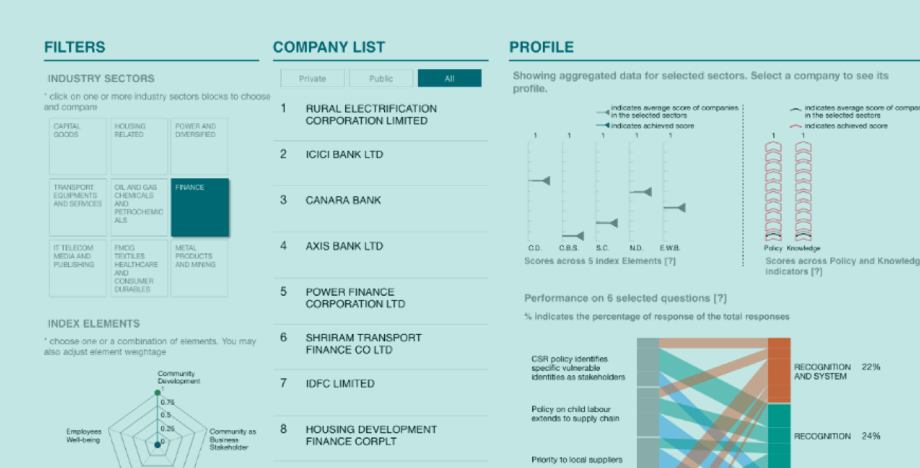 FILTERS
INDUSTRY SECTORS
* click on one or more industry sectors blocks to choose
and compare
CAPITAL
GOODS
HOUSING
RELATED
POWER AND
DIVERSIFIED
TRANSPORT
EQUIPMENTS
AND SERVICES
OIL AND GAS
CHEMICALS
AND
PETROCHEMIC
ALS
FINANCE
IT TELECOM
MEDIA AND
PUBLISHING
FMCG
TEXTILES
HEALTHCARE
AND
CONSUMER
DURABLES
METAL
PRODUCTS
AND MINING
INDEX ELEMENTS
* choose one or a combination of elements. You may
also adjust element weightage
Community
Development
1
0.75
0.5
0.25
0
Employees
Well-being
Community as
Business
Stakeholder
COMPANY LIST
Private
Public
All
1 RURAL ELECTRIFICATION
CORPORATION LIMITED
2 ICICI BANK LTD
3 CANARA BANK
4 AXIS BANK LTD
5 POWER FINANCE
CORPORATION LTD
6 SHRIRAM TRANSPORT
FINANCE CO LTD
7 IDFC LIMITED
8 HOUSING DEVELOPMENT
FINANCE CORPLT
PROFILE
Showing aggregated data for selected sectors. Select a company to see its
profile.
indicates average score of companies
in the selected sectors
indicates achieved score
1 1 1 1 1
C.D. C.B.S. S.C. N.D. E.W.B.
Scores across 5 Index Elements [?]
indicates average score of compan
in the selected sectors
indicates achieved score
1 1
Policy Knowledge
Scores across Policy and Knowledg
indicators [?]
Performance on 6 selected questions [?]
% indicates the percentage of response of the total responses
CSR policy identifies
specific vulnerable
identities as stakeholders
Policy on child labour
extends to supply chain
Priority to local suppliers
RECOGNITION
AND SYSTEM
22%
RECOGNITION 24%